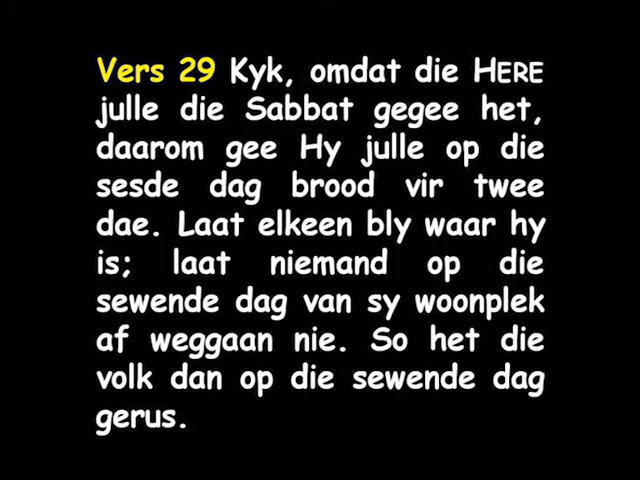 Vers 29 Kyk, omdat die HERE
julle die Sabbat gegee het,
daarom gee Hy julle op die
sesde dag brood vir twee
dae. Laat elkeen bly waar hy
is; laat niemand op die
sewende dag van sy woonplek
af weggaan nie. So het die
volk dan op die sewende dag
gerus.